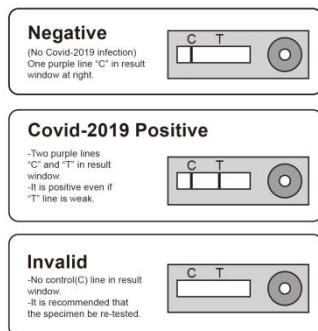 Negative
C T
(No Covid-2019 infection)
One purple line “C” in result
window at right.
Covid-2019 Positive
C T
-Two purple lines
“C” and “T” in result
window.
-It is positive even if
“T” line is weak.
Invalid
C T
-No control(C) line in result
window.
-It is recommended that
the specimen be re-tested.